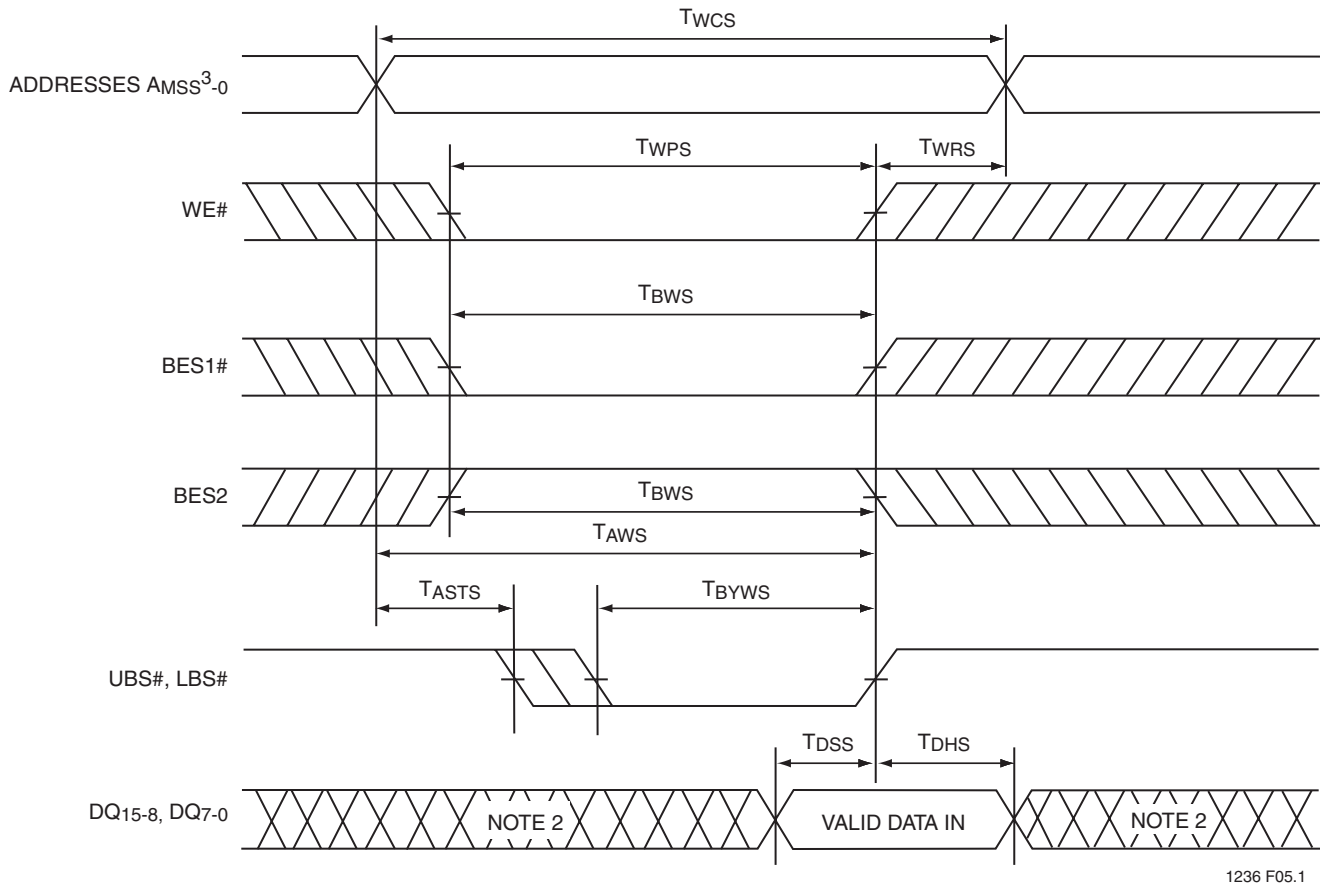 TWCS
ADDRESSES AMSS3-0
TWPS
TWRS
WE#
TBWS
BES1#
BES2
TBWS
TAWS
TASTS
TBYWS
UBS#, LBS#
TDSS
TDHS
DQ15-8, DQ7-0
NOTE 2
VALID DATA IN
NOTE 2
1236 F05.1